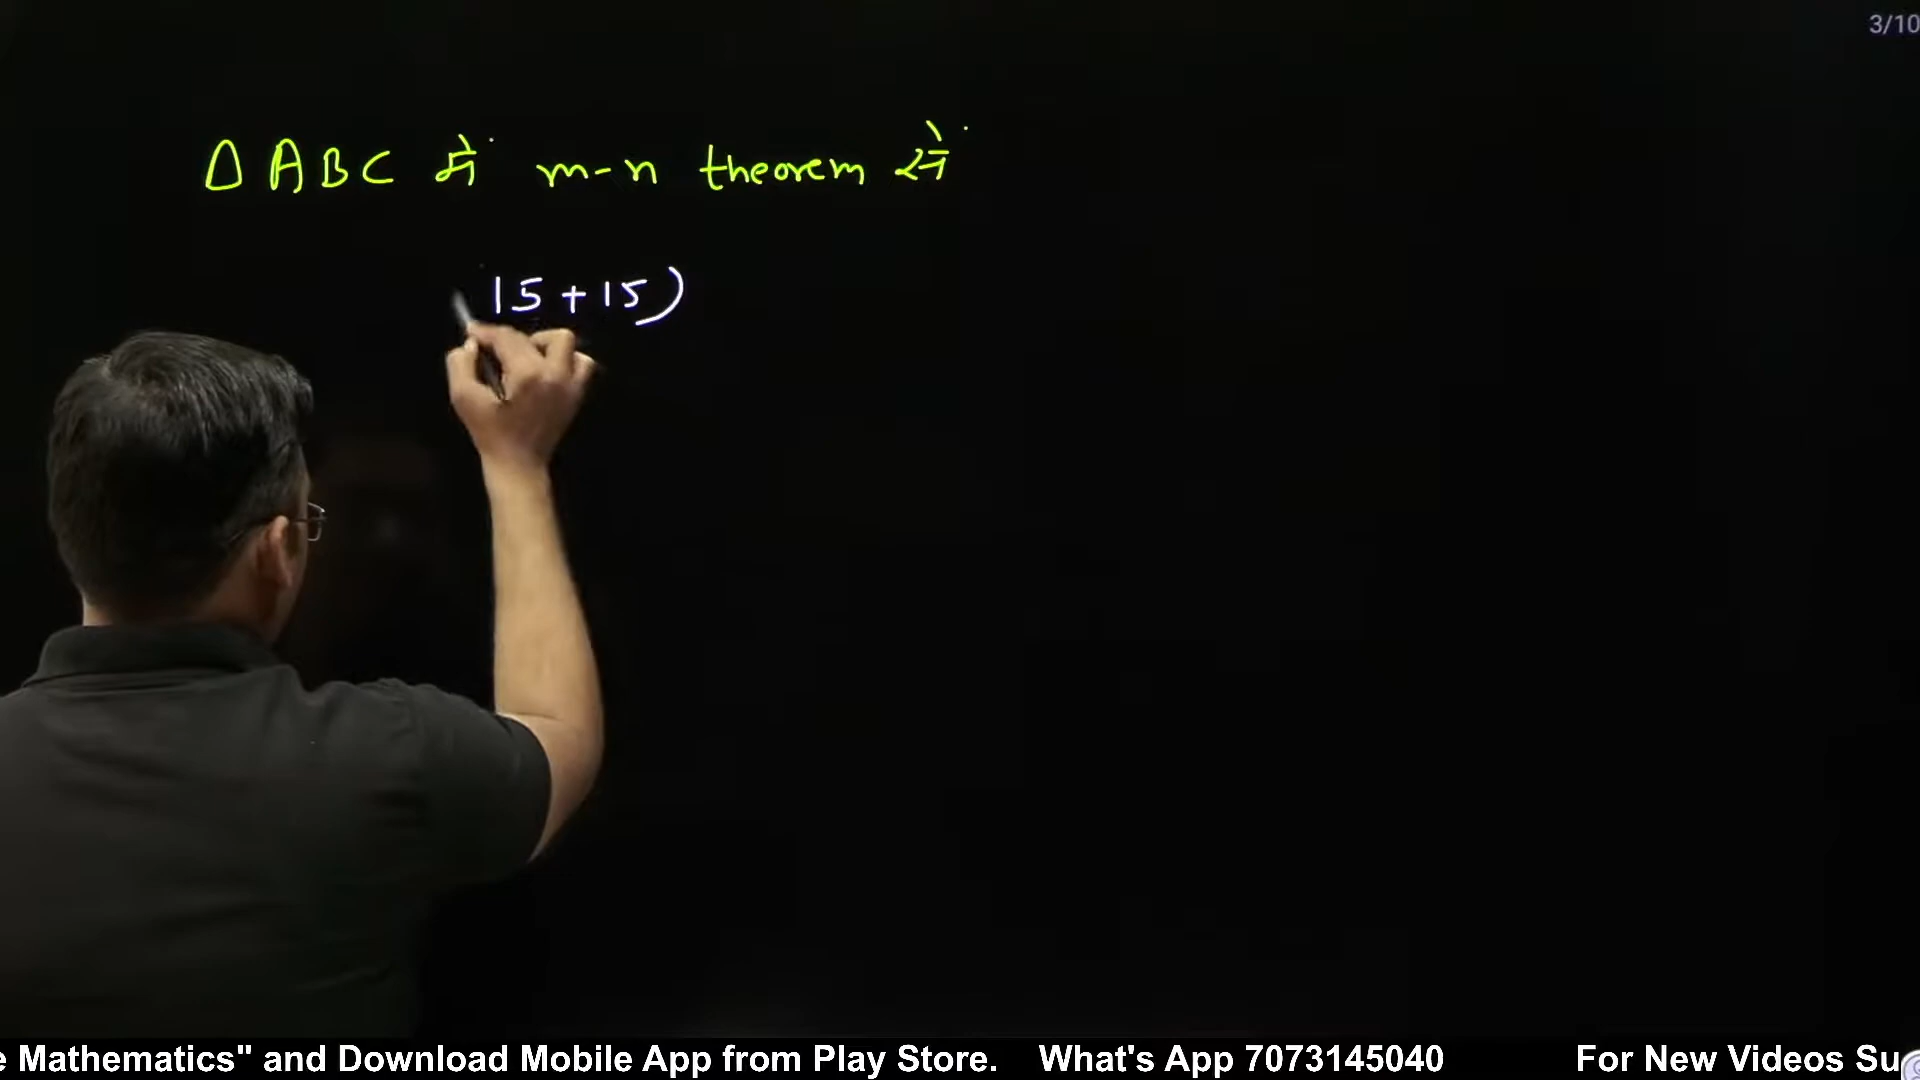 3/10
Δ ABC में m-n theorem से
15 + 15)
e Mathematics" and Download Mobile App from Play Store. What's App 7073145040 For New Videos Su